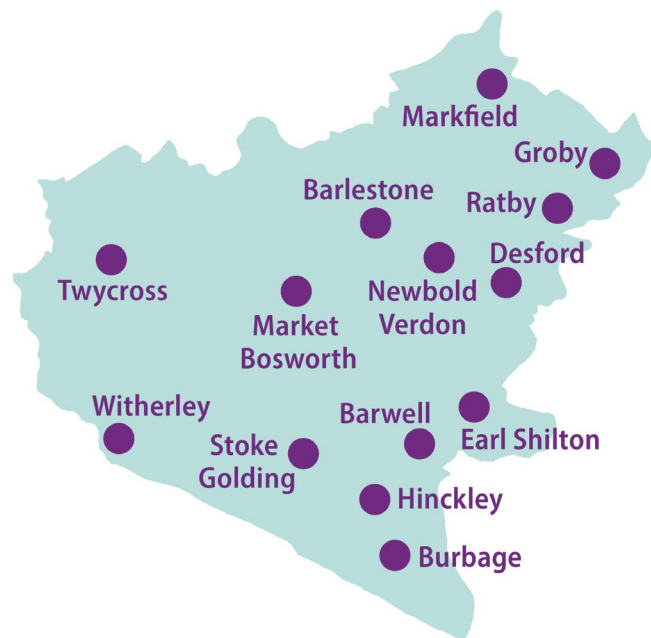 Markfield
Groby
Barlestone
Ratby
Desford
Twycross
Newbold
Verdon
Market
Bosworth
Witherley
Barwell
Earl Shilton
Stoke
Golding
Hinckley
Burbage